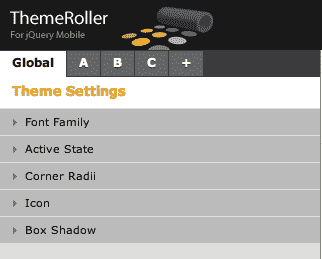 ThemeRoller
For jQuery Mobile
Global A B C +
Theme Settings
Font Family
Active State
Corner Radii
Icon
Box Shadow